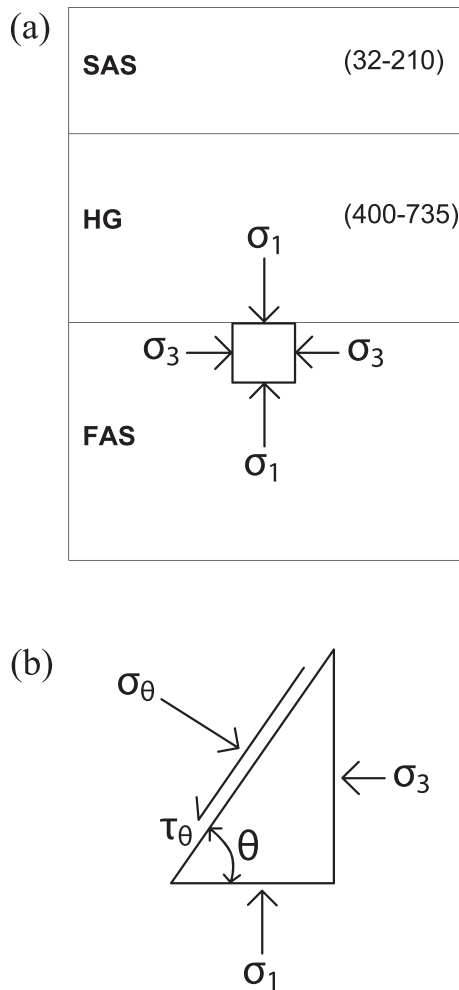 (a)
SAS (32-210)
HG (400-735)
σ₁
σ₃ σ₃
FAS
σ₁
(b)
σθ
σ₃
τθ θ
σ₁